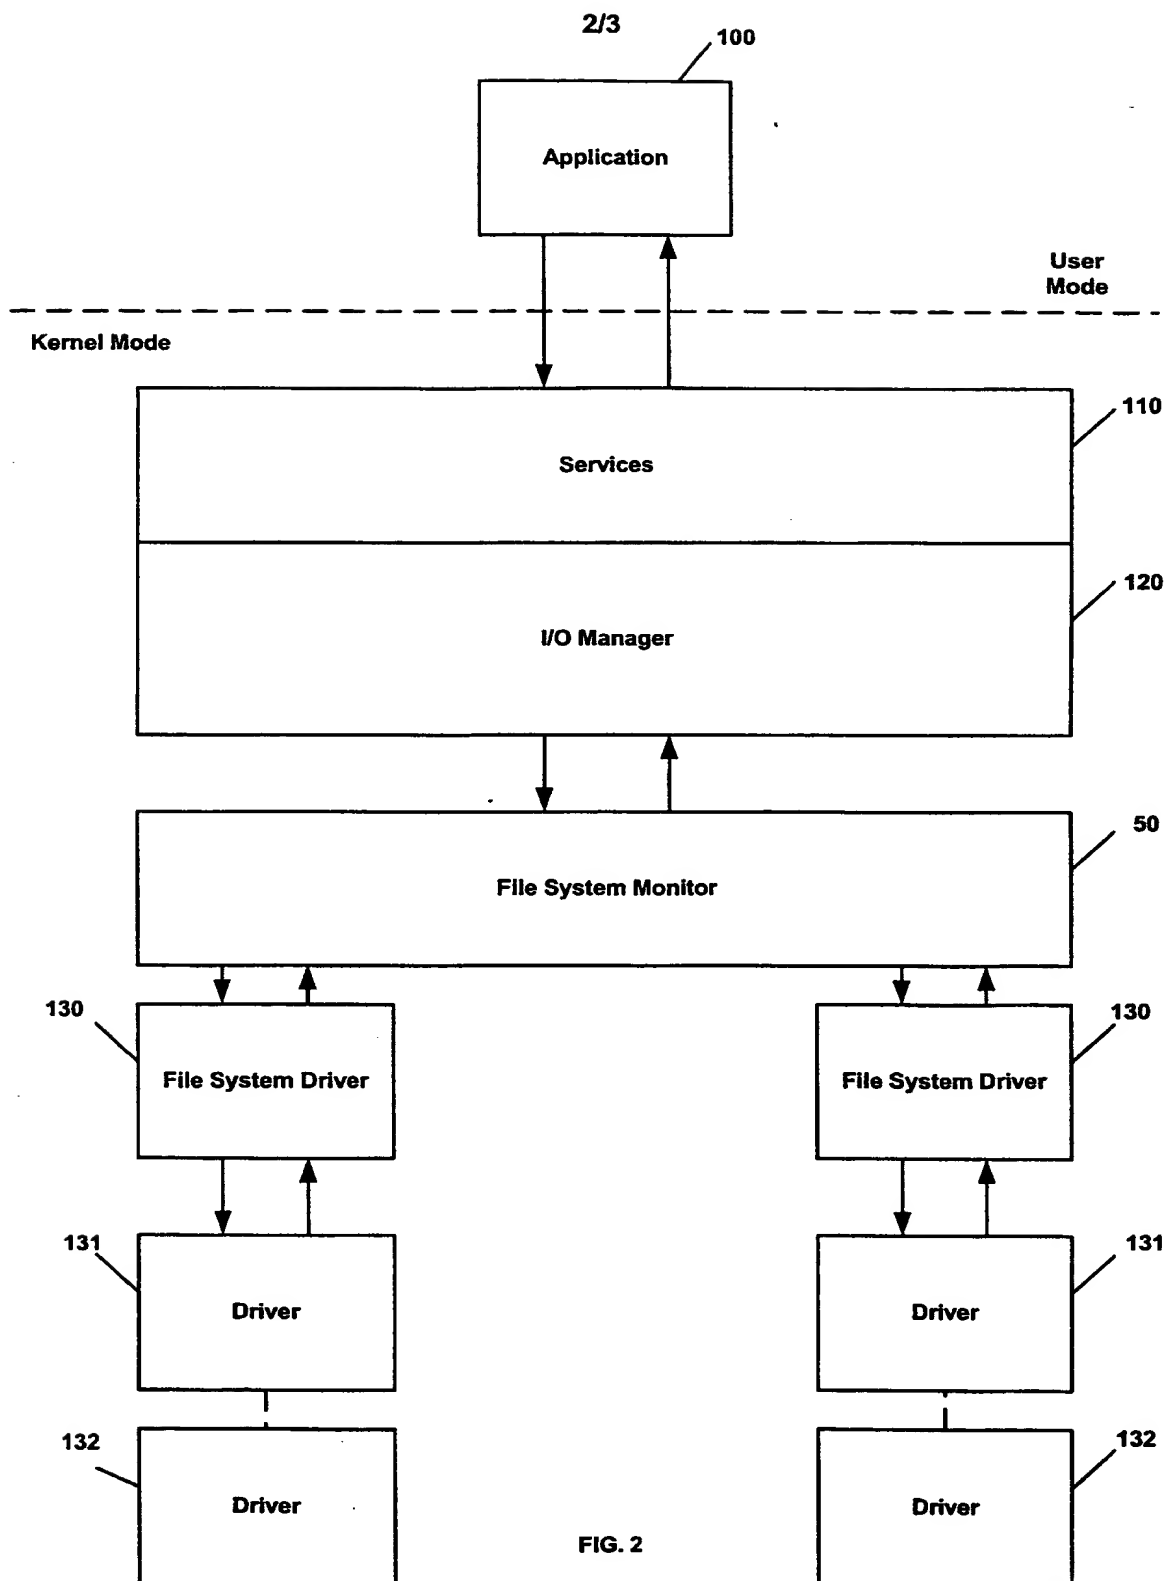 2/3
100
Application
User
Mode
Kernel Mode
110
Services
120
I/O Manager
50
File System Monitor
130
130
File System Driver
File System Driver
131
131
Driver
Driver
132
132
Driver
Driver
FIG. 2